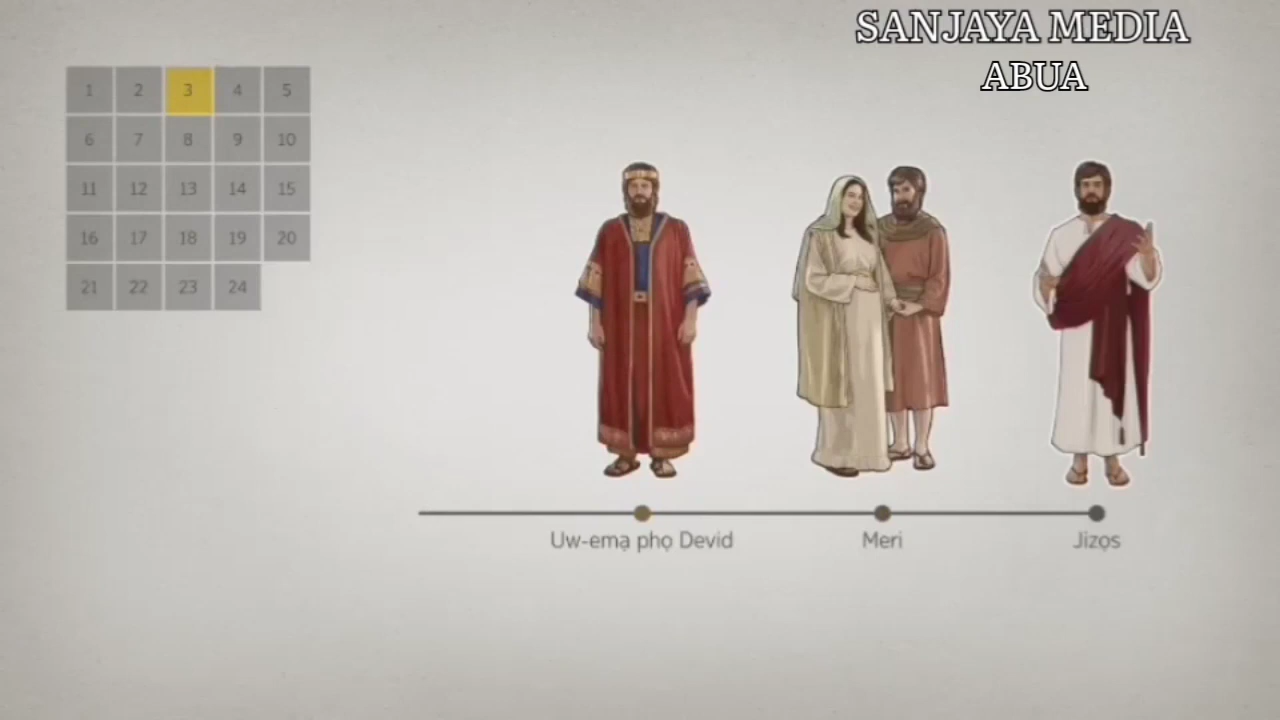 SANJAYA MEDIA
ABUA
1 2 3 4 5
6 7 8 9 10
11 12 13 14 15
16 17 18 19 20
21 22 23 24
Uw-emạ phọ Devid Meri Jizọs